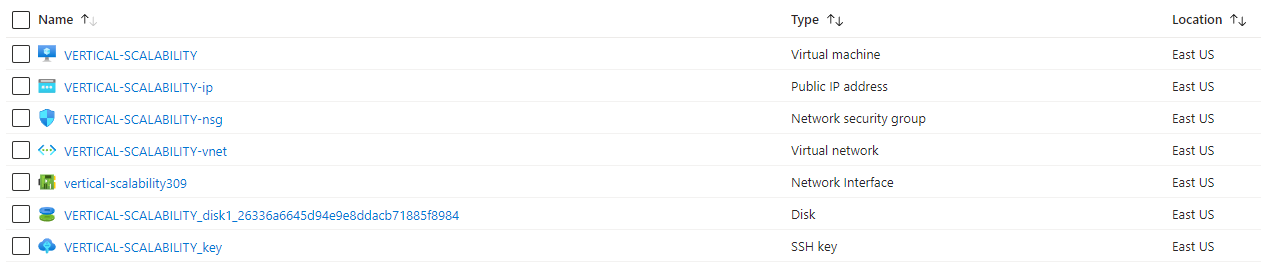 Name ↑↓ Type ↑↓ Location ↑↓
VERTICAL-SCALABILITY Virtual machine East US
VERTICAL-SCALABILITY-ip Public IP address East US
VERTICAL-SCALABILITY-nsg Network security group East US
VERTICAL-SCALABILITY-vnet Virtual network East US
vertical-scalability309 Network Interface East US
VERTICAL-SCALABILITY_disk1_26336a6645d94e9e8ddacb71885f8984 Disk East US
VERTICAL-SCALABILITY_key SSH key East US